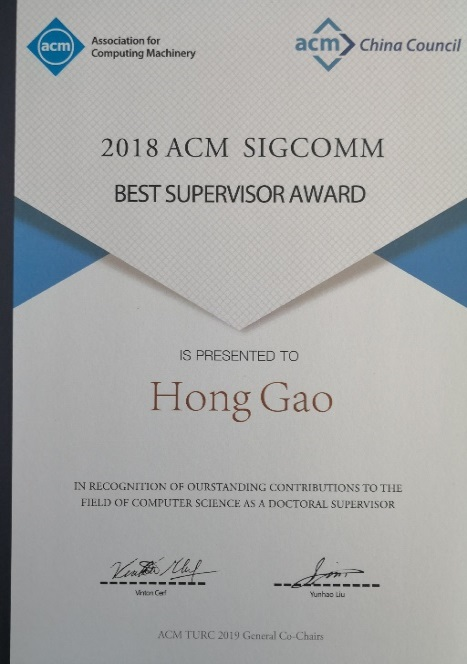 acm
Association for
Computing Machinery
acm China Council
2018 ACM SIGCOMM
BEST SUPERVISOR AWARD
IS PRESENTED TO
Hong Gao
IN RECOGNITION OF OURSTANDING CONTRIBUTIONS TO THE
FIELD OF COMPUTER SCIENCE AS A DOCTORAL SUPERVISOR
Vinton Cerf
Yunhao Liu
ACM TURC 2019 General Co-Chairs